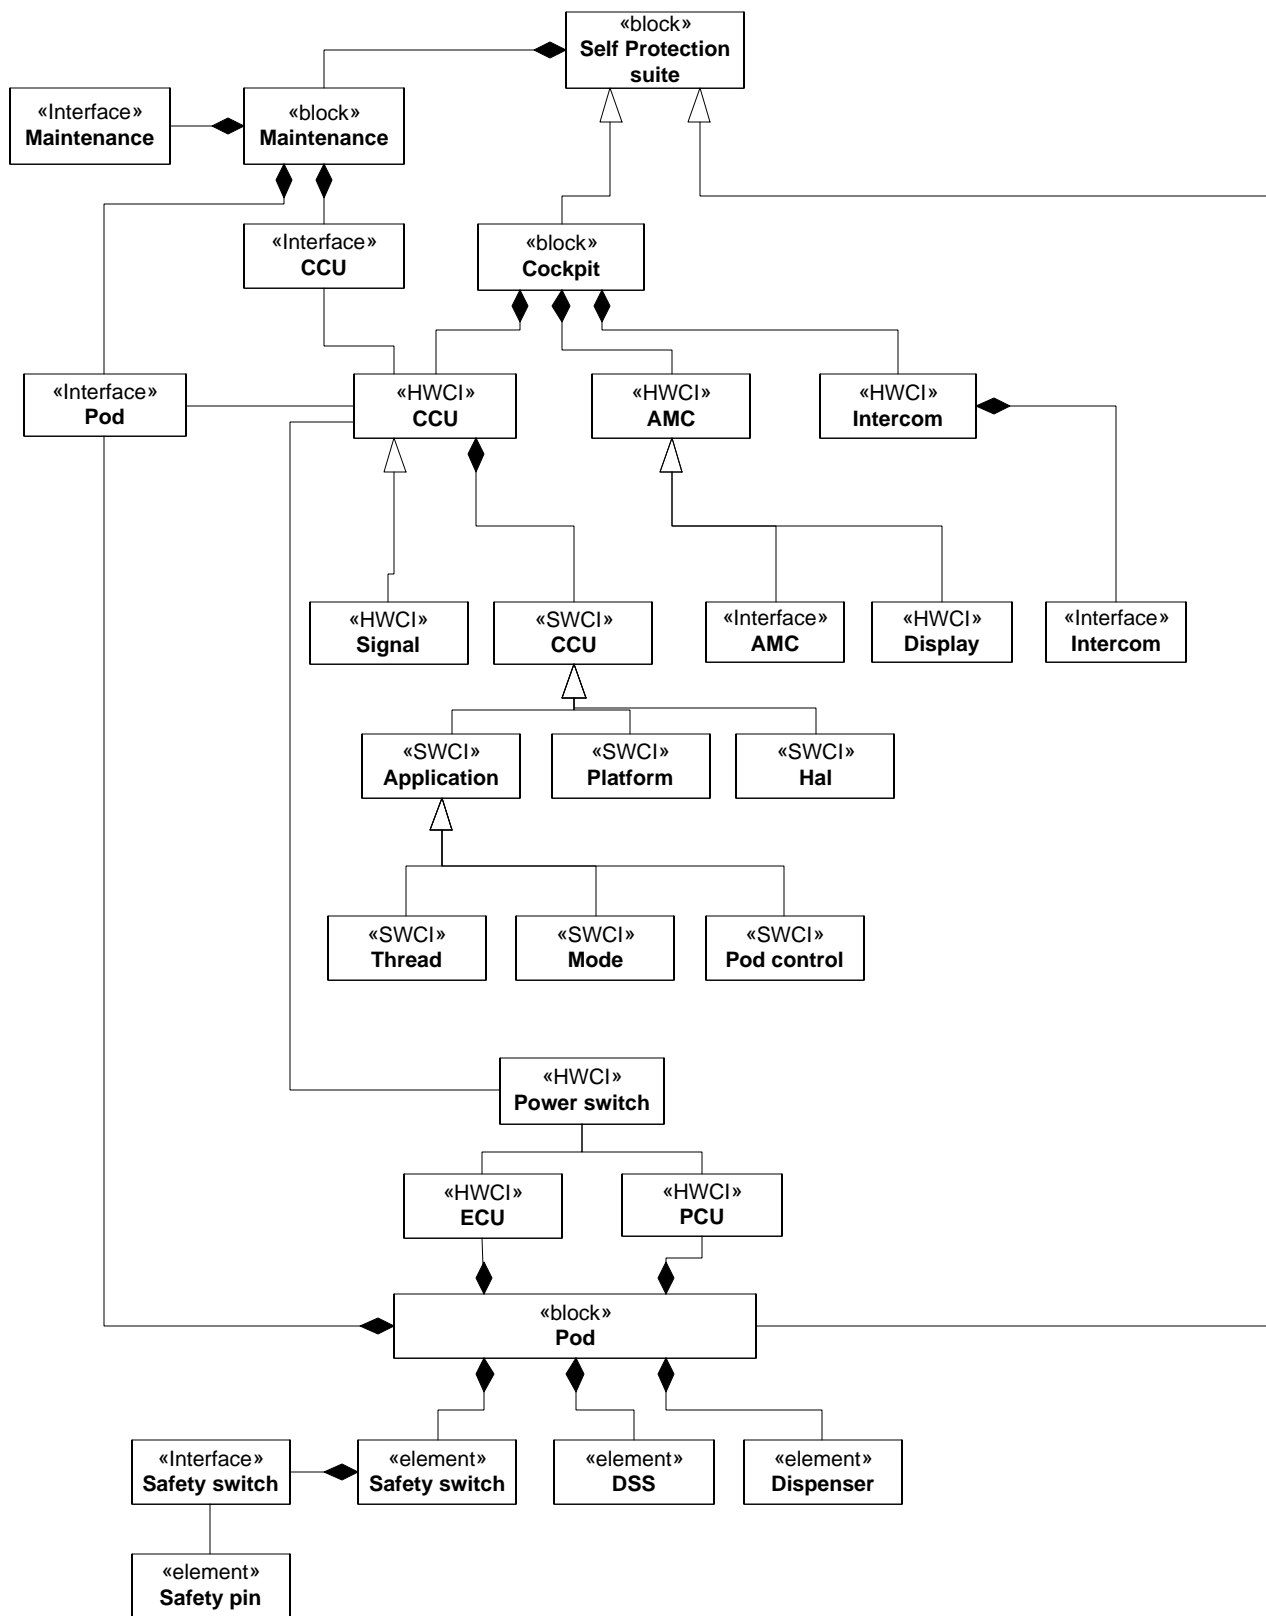 «block»
Self Protection
suite
«Interface»
Maintenance
«block»
Maintenance
«Interface»
CCU
«block»
Cockpit
«Interface»
Pod
«HWCI»
CCU
«HWCI»
AMC
«HWCI»
Intercom
«HWCI»
Signal
«SWCI»
CCU
«Interface»
AMC
«HWCI»
Display
«Interface»
Intercom
«SWCI»
Application
«SWCI»
Platform
«SWCI»
Hal
«SWCI»
Thread
«SWCI»
Mode
«SWCI»
Pod control
«HWCI»
Power switch
«HWCI»
ECU
«HWCI»
PCU
«block»
Pod
«Interface»
Safety switch
«element»
Safety switch
«element»
DSS
«element»
Dispenser
«element»
Safety pin